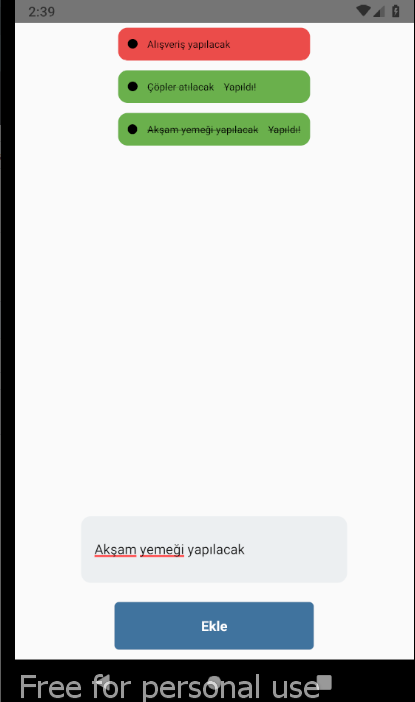 2:39
Alışveriş yapılacak
Çöpler atılacak Yapıldı!
Akşam yemeği yapılacak Yapıldı!
Akşam yemeği yapılacak
Ekle
Free for personal use